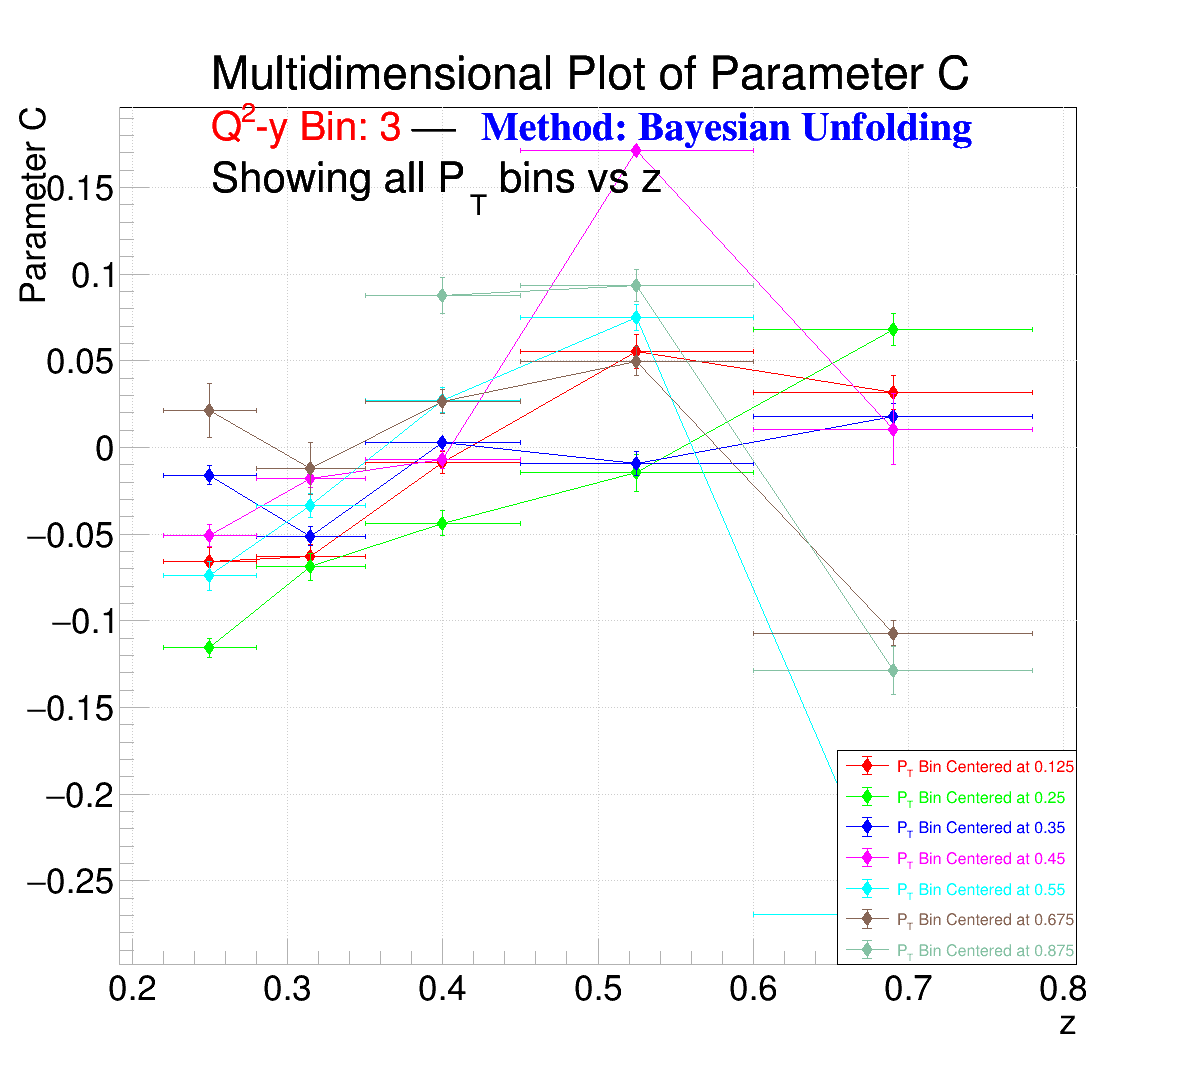 Multidimensional Plot of Parameter C
Q2-y Bin: 3 — Method: Bayesian Unfolding
Showing all PT bins vs z
Parameter C
0.15
0.1
0.05
0
−0.05
−0.1
−0.15
−0.2
−0.25
PT Bin Centered at 0.125
PT Bin Centered at 0.25
PT Bin Centered at 0.35
PT Bin Centered at 0.45
PT Bin Centered at 0.55
PT Bin Centered at 0.675
PT Bin Centered at 0.875
0.2 0.3 0.4 0.5 0.6 0.7 0.8
z